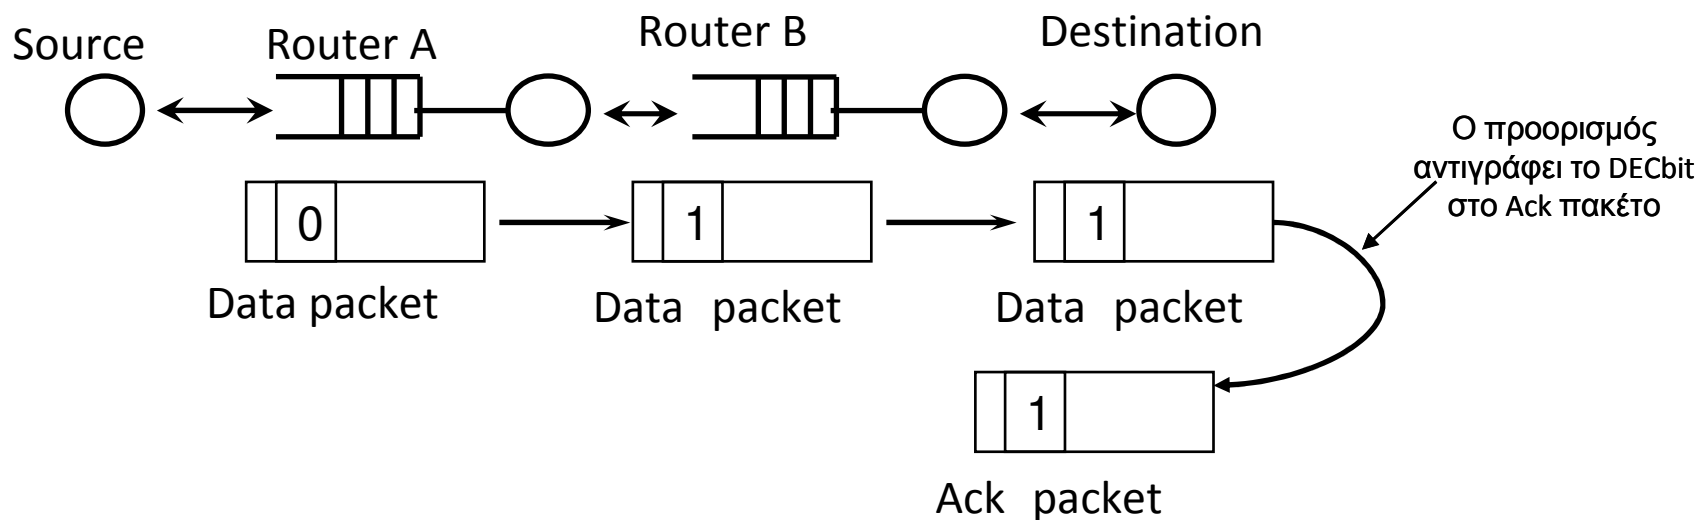 Source
Router A
Router B
Destination
Ο προορισμός
αντιγράφει το DECbit
στο Ack πακέτο
0
1
1
Data packet
Data packet
Data packet
1
Ack packet